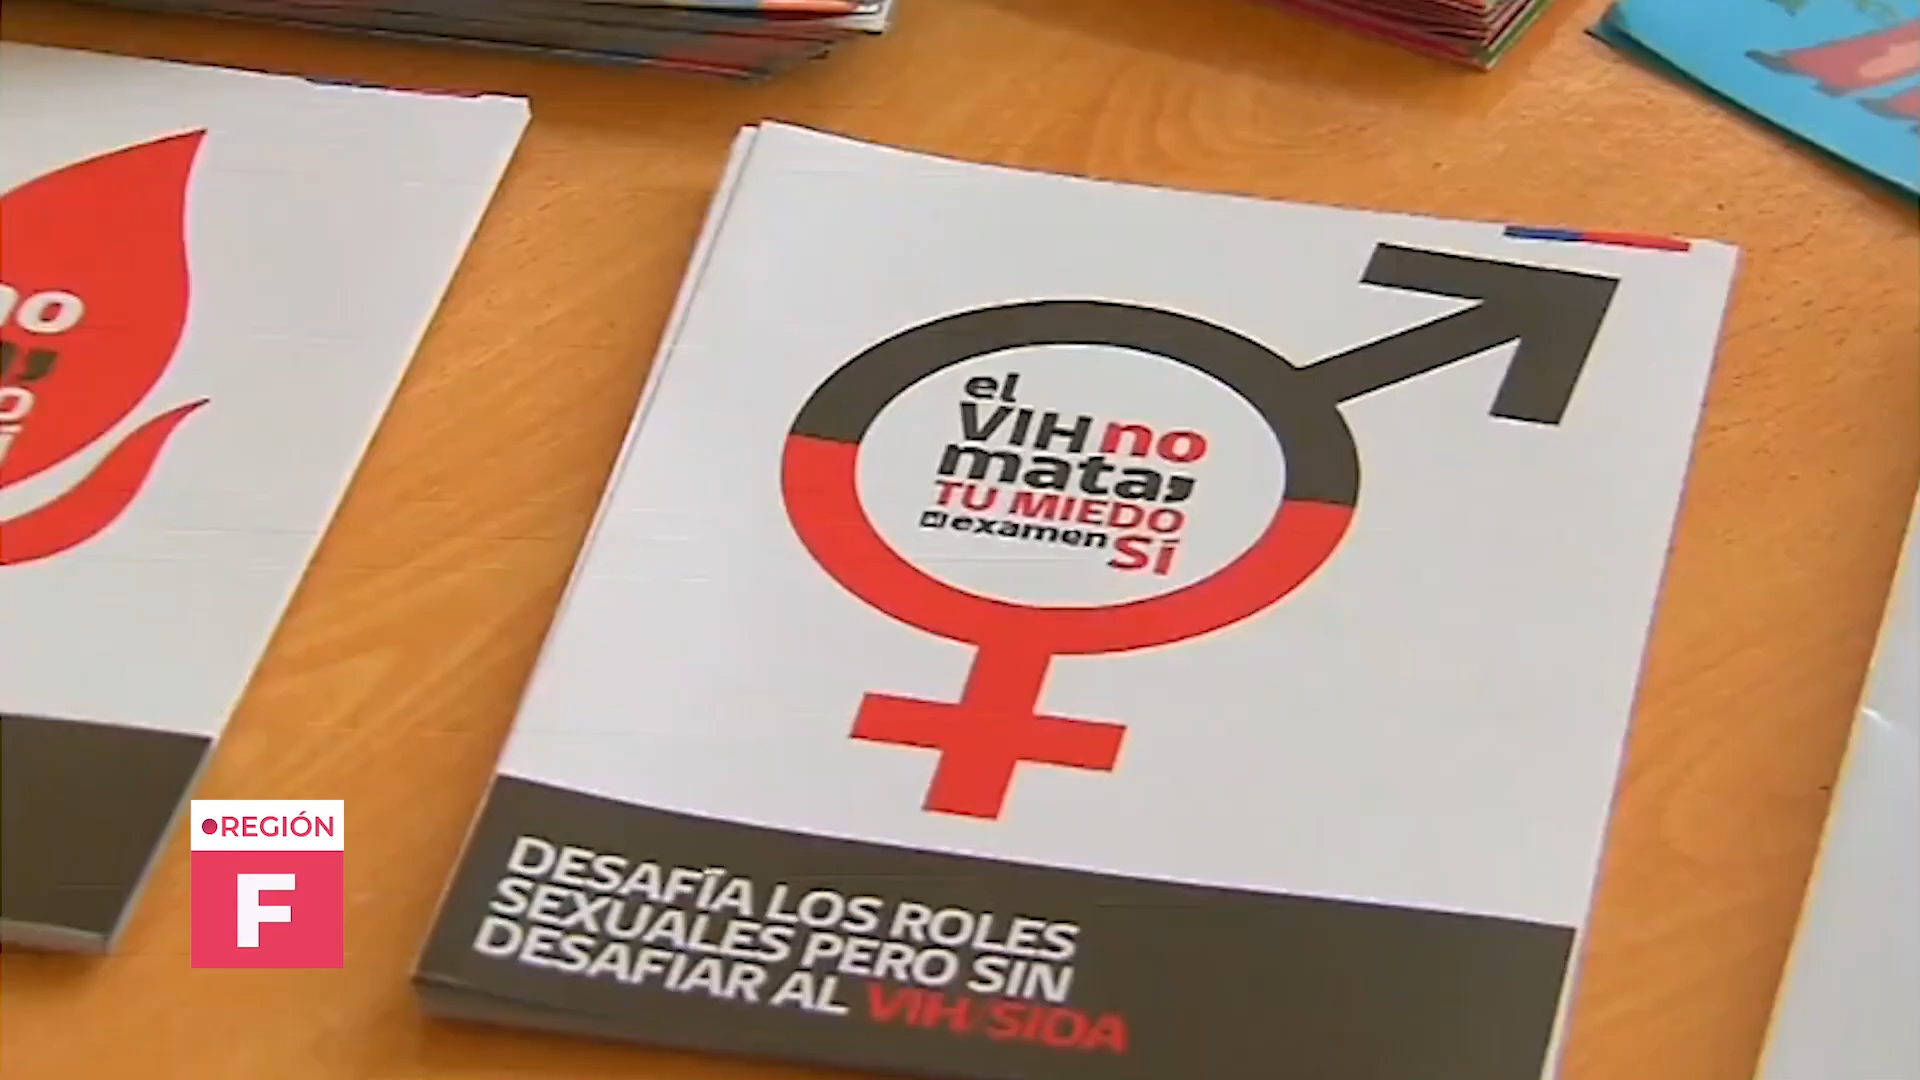 no
el
VIH no
mata;
TU MIEDO
al examen SÍ
DESAFÍA LOS ROLES
SEXUALES PERO SIN
DESAFIAR AL VIH/SIDA
REGIÓN
F